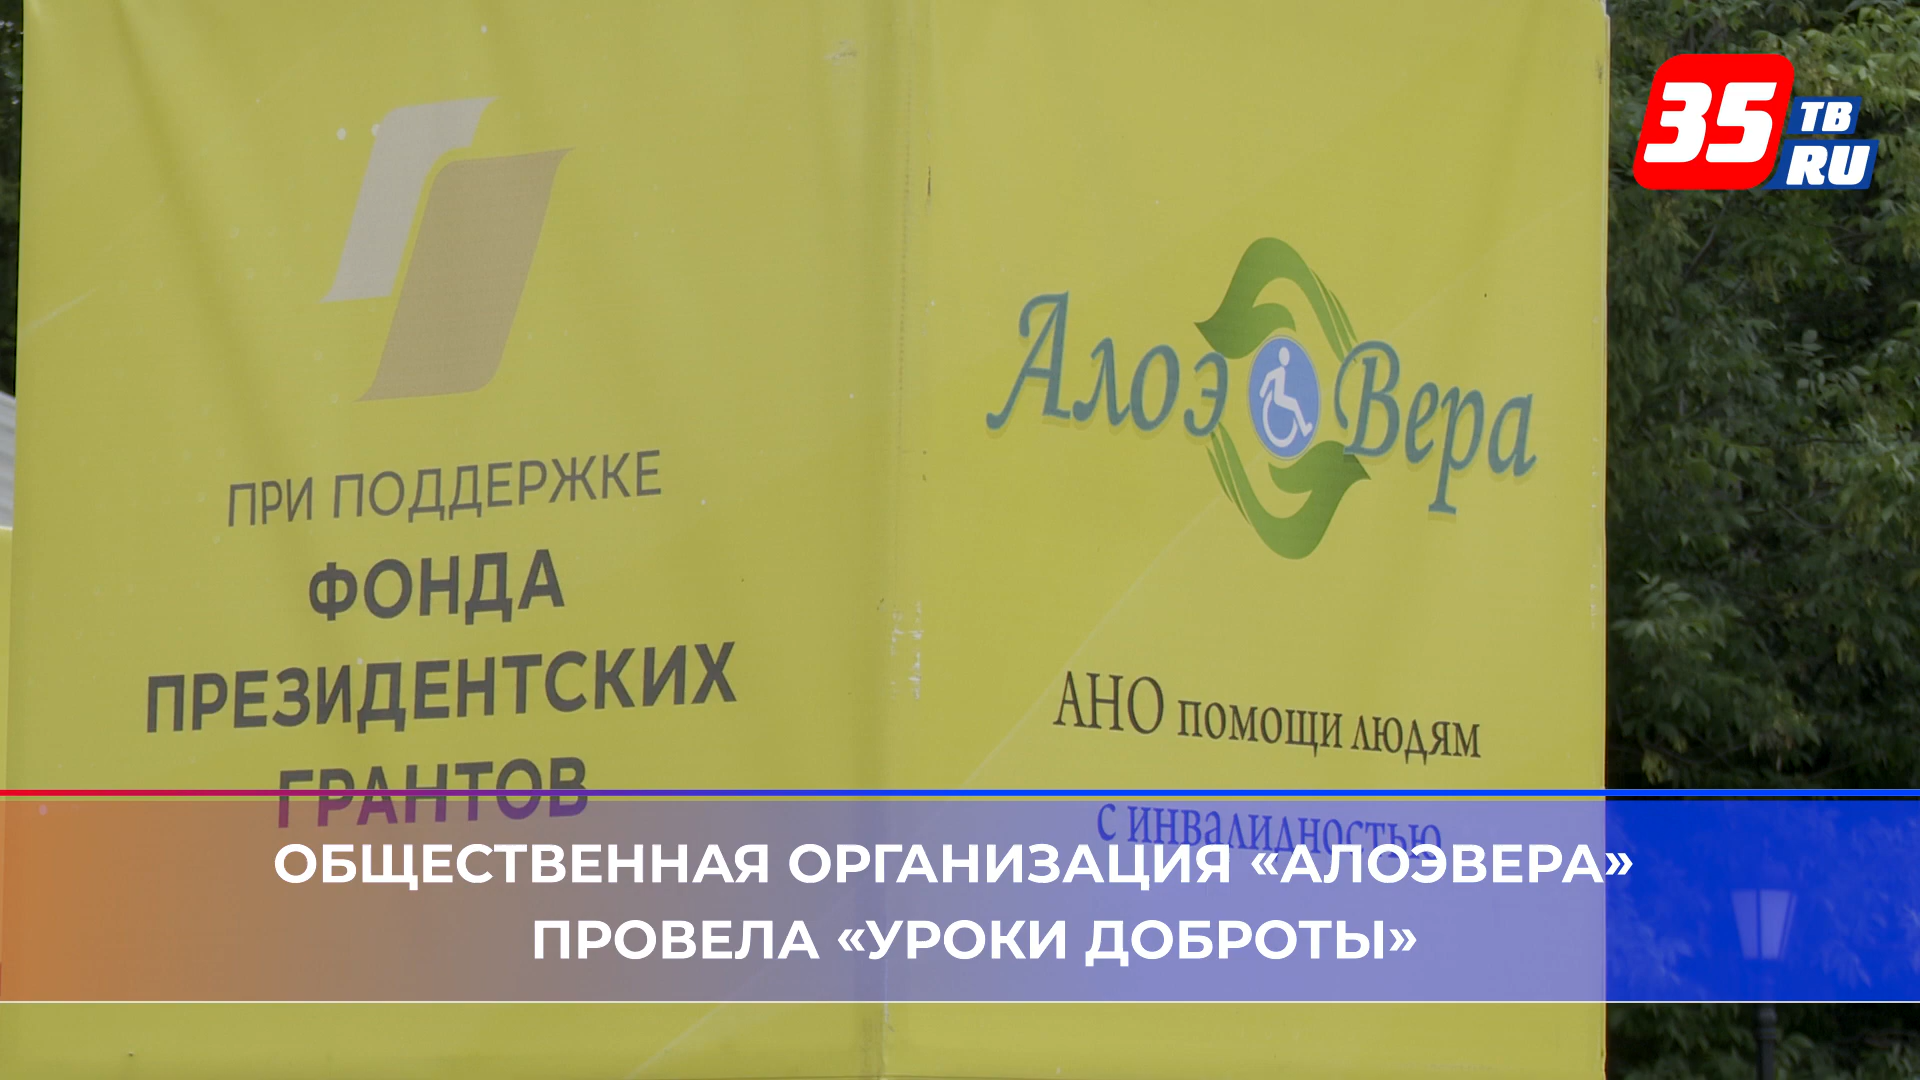 35
ТВ
RU
ПРИ ПОДДЕРЖКЕ
ФОНДА
ПРЕЗИДЕНТСКИХ
ГРАНТОВ
Алоэ Вера
АНО помощи людям
с инвалидностью
ОБЩЕСТВЕННАЯ ОРГАНИЗАЦИЯ «АЛОЭВЕРА»
ПРОВЕЛА «УРОКИ ДОБРОТЫ»